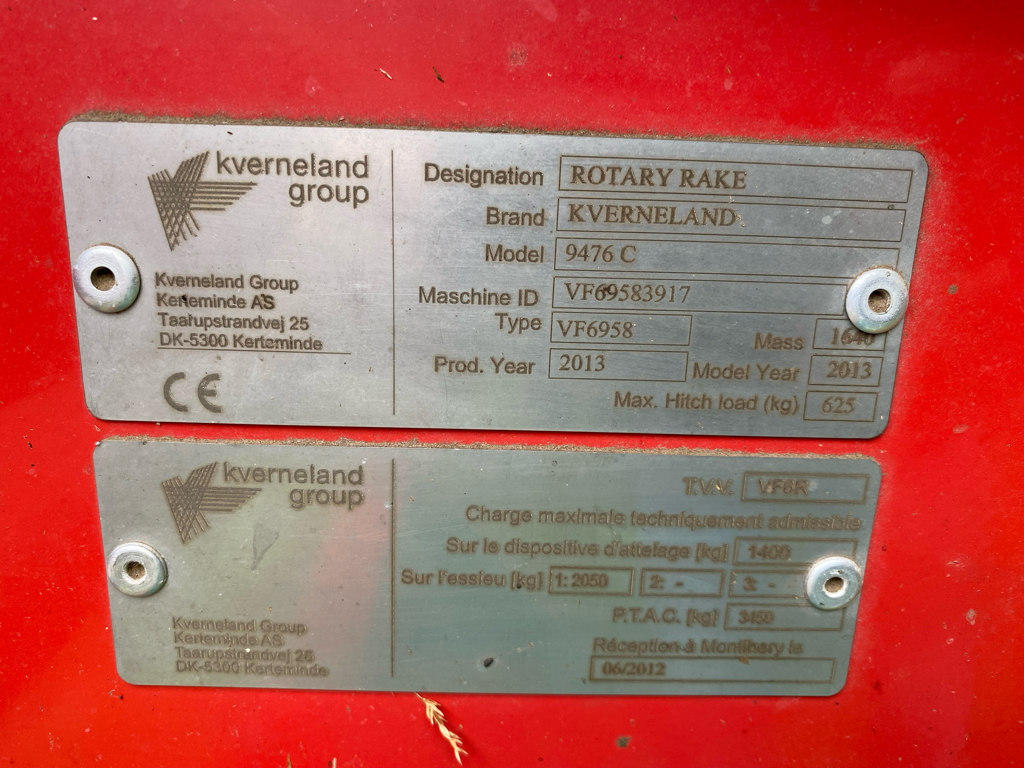 kverneland
group
Kverneland Group
Kerteminde AS
Taarupstrandvej 25
DK-5300 Kerteminde
CE
Designation ROTARY RAKE
Brand KVERNELAND
Model 9476 C
Maschine ID VF69583917
Type VF6958
Mass 1640
Prod. Year 2013 Model Year 2013
Max. Hitch load (kg) 625
kverneland
group
Kverneland Group
Kerteminde AS
Taarupstrandvej 25
DK-5300 Kerteminde
T.V.V. VF6R
Charge maximale techniquement admissible
Sur le dispositive d'attelage [kg] 1400
Sur l'essieu [kg] 1: 2050 2: - 3: -
P.T.A.C. [kg] 3450
Réception à Montlhery le
06/2012